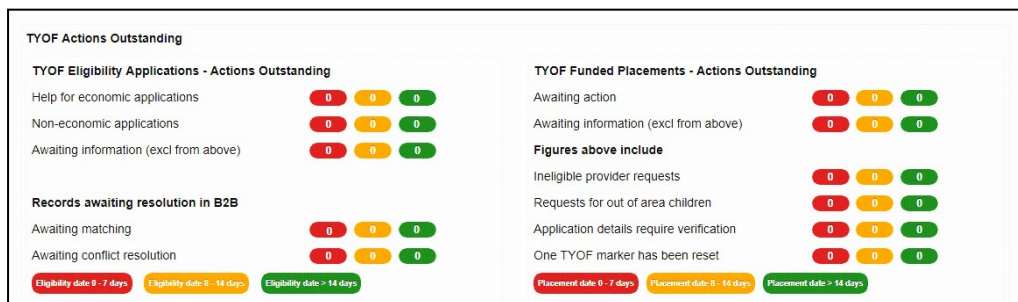 TYOF Actions Outstanding
TYOF Eligibility Applications - Actions Outstanding
Help for economic applications 0 0 0
Non-economic applications 0 0 0
Awaiting information (excl from above) 0 0 0
Records awaiting resolution in B2B
Awaiting matching 0 0 0
Awaiting conflict resolution 0 0 0
Eligibility date 0 - 7 days Eligibility date 8 - 14 days Eligibility date > 14 days
TYOF Funded Placements - Actions Outstanding
Awaiting action 0 0 0
Awaiting information (excl from above) 0 0 0
Figures above include
Ineligible provider requests 0 0 0
Requests for out of area children 0 0 0
Application details require verification 0 0 0
One TYOF marker has been reset 0 0 0
Placement date 0 - 7 days Placement date 8 - 14 days Placement date > 14 days